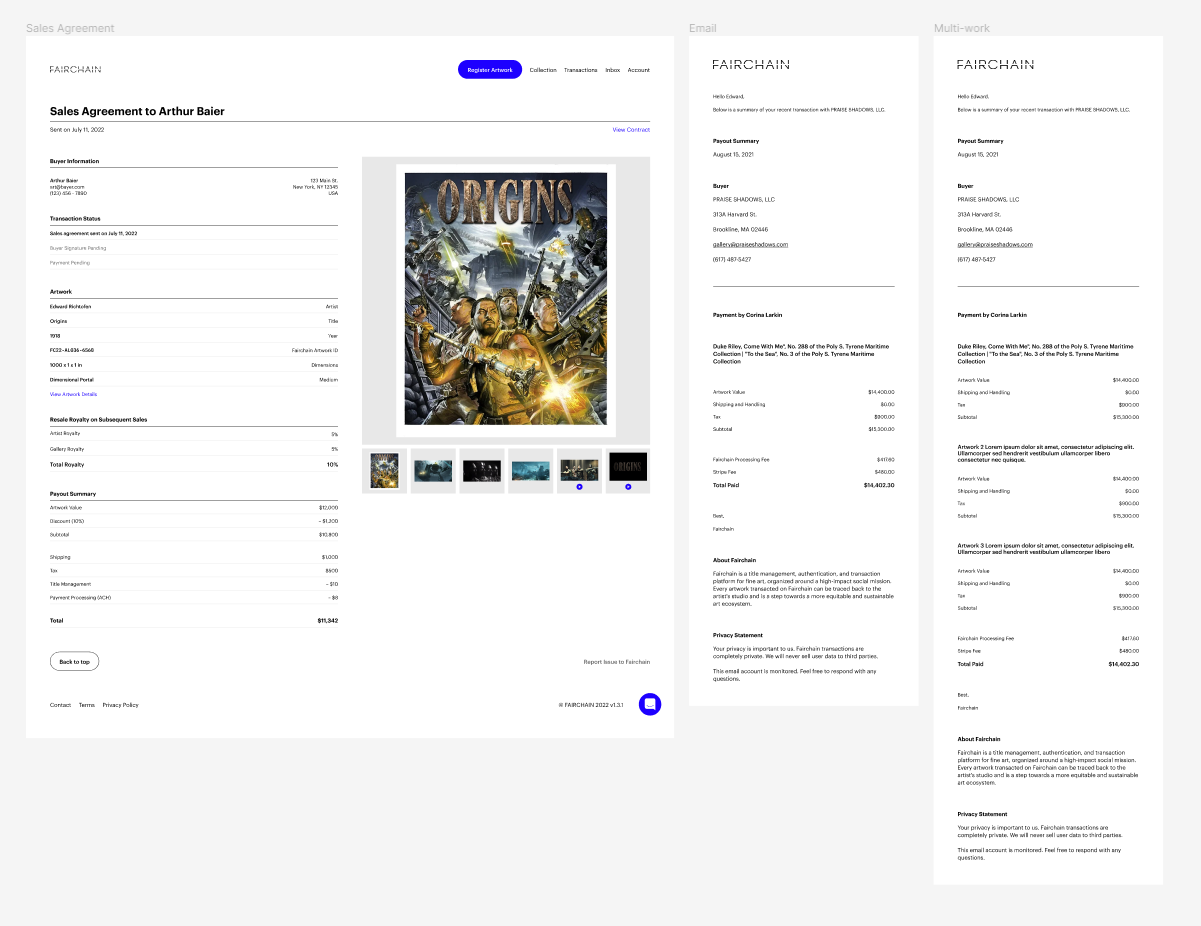 Sales Agreement
FAIRCHAIN
Register Artwork Collection Transactions Inbox Account
Sales Agreement to Arthur Baier
Sent on July 11, 2022 View Contract
Buyer Information
Arthur Baier 123 Main St.
art@bayer.com New York, NY 12345
(123) 456 - 7890 USA
Transaction Status
Sales agreement sent on July 11, 2022
Buyer Signature Pending
Payment Pending
Artwork
Edward Richtofen Artist
Origins Title
1918 Year
FC22-AL036-6568 Fairchain Artwork ID
1000 x 1 x 1 in Dimensions
Dimensional Portal Medium
View Artwork Details
Resale Royalty on Subsequent Sales
Artist Royalty 5%
Gallery Royalty 5%
Total Royalty 10%
Payout Summary
Artwork Value $12,000
Discount (10%) – $1,200
Subtotal $10,800
Shipping $1,000
Tax $600
Title Management – $10
Payment Processing (ACH) – $8
Total $11,342
ORIGINS
ORIGINS
Back to top Report Issue to Fairchain
Contact Terms Privacy Policy © FAIRCHAIN 2022 v1.3.1
Email
FAIRCHAIN
Hello Edward,
Below is a summary of your recent transaction with PRAISE SHADOWS, LLC.
Payout Summary
August 15, 2021
Buyer
PRAISE SHADOWS, LLC
313A Harvard St.
Brookline, MA 02446
gallery@praiseshadows.com
(617) 487-5427
Payment by Corina Larkin
Duke Riley, Come With Me", No. 288 of the Poly S. Tyrene Maritime
Collection | "To the Sea", No. 3 of the Poly S. Tyrene Maritime
Collection
Artwork Value $14,400.00
Shipping and Handling $0.00
Tax $900.00
Subtotal $15,300.00
Fairchain Processing Fee $417.60
Stripe Fee $480.00
Total Paid $14,402.30
Best,
Fairchain
About Fairchain
Fairchain is a title management, authentication, and transaction
platform for fine art, organized around a high-impact social mission.
Every artwork transacted on Fairchain can be traced back to the
artist's studio and is a step towards a more equitable and sustainable
art ecosystem.
Privacy Statement
Your privacy is important to us. Fairchain transactions are
completely private. We will never sell user data to third parties.
This email account is monitored. Feel free to respond with any
questions.
Multi-work
FAIRCHAIN
Hello Edward,
Below is a summary of your recent transaction with PRAISE SHADOWS, LLC.
Payout Summary
August 15, 2021
Buyer
PRAISE SHADOWS, LLC
313A Harvard St.
Brookline, MA 02446
gallery@praiseshadows.com
(617) 487-5427
Payment by Corina Larkin
Duke Riley, Come With Me", No. 288 of the Poly S. Tyrene Maritime
Collection | "To the Sea", No. 3 of the Poly S. Tyrene Maritime
Collection
Artwork Value $14,400.00
Shipping and Handling $0.00
Tax $900.00
Subtotal $15,300.00
Artwork 2 Lorem ipsum dolor sit amet, consectetur adipiscing elit.
Ullamcorper sed hendrerit vestibulum ullamcorper libero
consectetur nec quisque.
Artwork Value $14,400.00
Shipping and Handling $0.00
Tax $900.00
Subtotal $15,300.00
Artwork 3 Lorem ipsum dolor sit amet, consectetur adipiscing elit.
Ullamcorper sed hendrerit vestibulum ullamcorper libero
Artwork Value $14,400.00
Shipping and Handling $0.00
Tax $900.00
Subtotal $15,300.00
Fairchain Processing Fee $417.60
Stripe Fee $480.00
Total Paid $14,402.30
Best,
Fairchain
About Fairchain
Fairchain is a title management, authentication, and transaction
platform for fine art, organized around a high-impact social mission.
Every artwork transacted on Fairchain can be traced back to the
artist's studio and is a step towards a more equitable and sustainable
art ecosystem.
Privacy Statement
Your privacy is important to us. Fairchain transactions are
completely private. We will never sell user data to third parties.
This email account is monitored. Feel free to respond with any
questions.